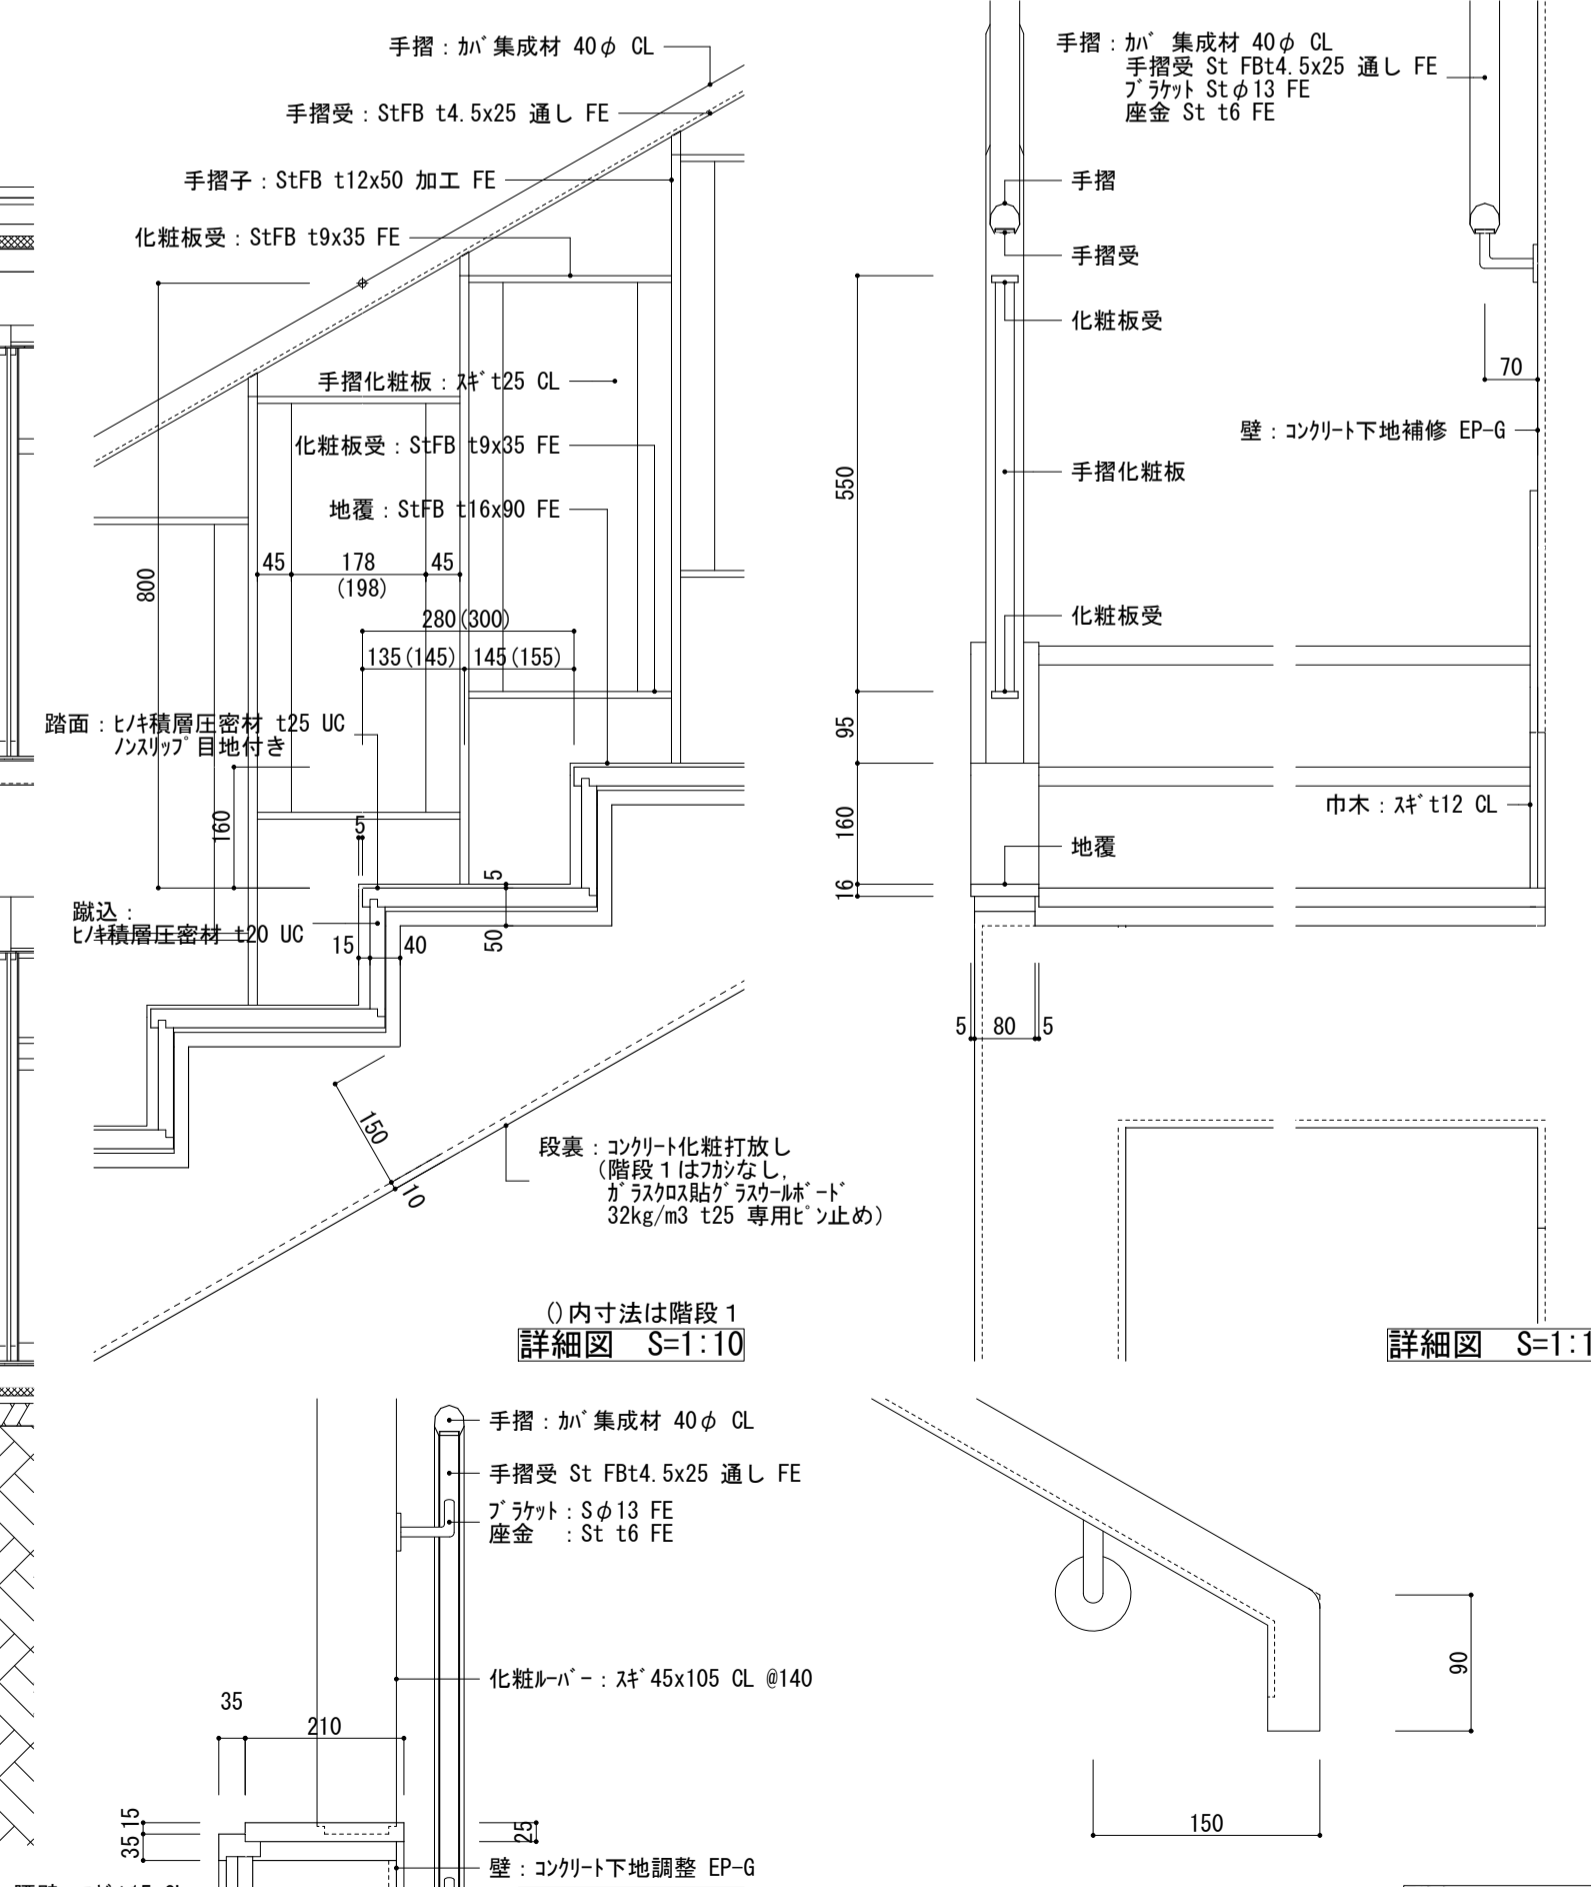 手摺：ｶﾊﾞ集成材 40φ CL
手摺受：StFB t4.5x25 通し FE
手摺子：StFB t12x50 加工 FE
化粧板受：StFB t9x35 FE
手摺化粧板：ｽｷﾞt25 CL
化粧板受：StFB t9x35 FE
地覆：StFB t16x90 FE
45 178 45
(198)
800
280(300)
135(145) 145(155)
踏面：ﾋﾉｷ積層圧密材 t25 UC
ﾉﾝｽﾘｯﾌﾟ目地付き
160
5
5
蹴込：
ﾋﾉｷ積層圧密材 t20 UC
15 40
50
150
10
段裏：ｺﾝｸﾘｰﾄ化粧打放し
(階段１はﾌｶｼなし,
ｶﾞﾗｽｸﾛｽ貼ｸﾞﾗｽｳｰﾙﾎﾞｰﾄﾞ
32kg/m3 t25 専用ﾋﾟﾝ止め)
()内寸法は階段１
詳細図　S=1:10
手摺：ｶﾊﾞ 集成材 40φ CL
手摺受 St FBt4.5x25 通し FE
ﾌﾞﾗｹｯﾄ Stφ13 FE
座金 St t6 FE
手摺
手摺受
化粧板受
70
壁：ｺﾝｸﾘｰﾄ下地補修 EP-G
手摺化粧板
550
化粧板受
95
160
巾木：ｽｷﾞt12 CL
地覆
16
5 80 5
詳細図　S=1:1
手摺：ｶﾊﾞ集成材 40φ CL
手摺受 St FBt4.5x25 通し FE
ﾌﾞﾗｹｯﾄ：Sφ13 FE
座金　：St t6 FE
化粧ﾙｰﾊﾞｰ：ｽｷﾞ45x105 CL @140
35
210
15
35
25
壁：ｺﾝｸﾘｰﾄ下地調整 EP-G
90
150